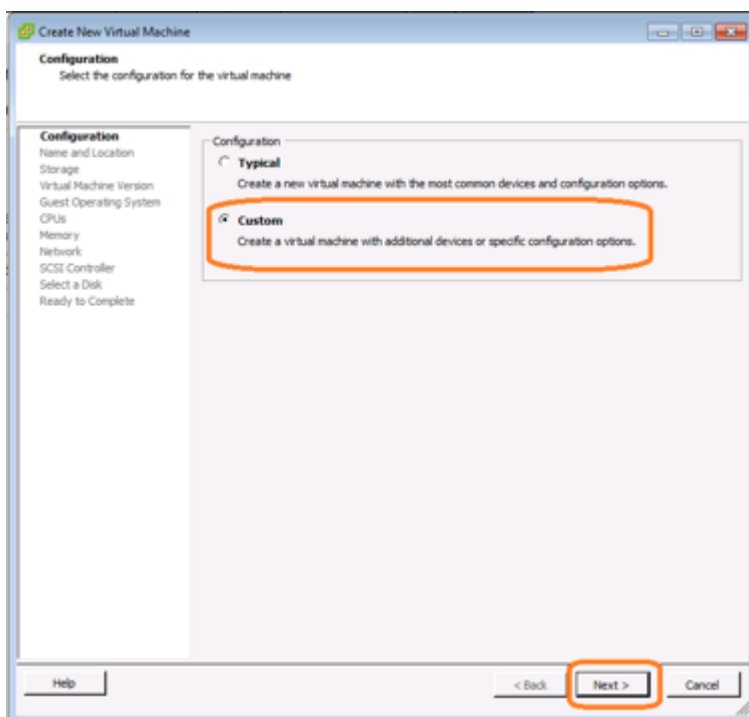 Create New Virtual Machine
Configuration
Select the configuration for the virtual machine
Configuration
Name and Location
Storage
Virtual Machine Version
Guest Operating System
CPUs
Memory
Network
SCSI Controller
Select a Disk
Ready to Complete
Configuration
Typical
Create a new virtual machine with the most common devices and configuration options.
Custom
Create a virtual machine with additional devices or specific configuration options.
Help
< Back
Next >
Cancel